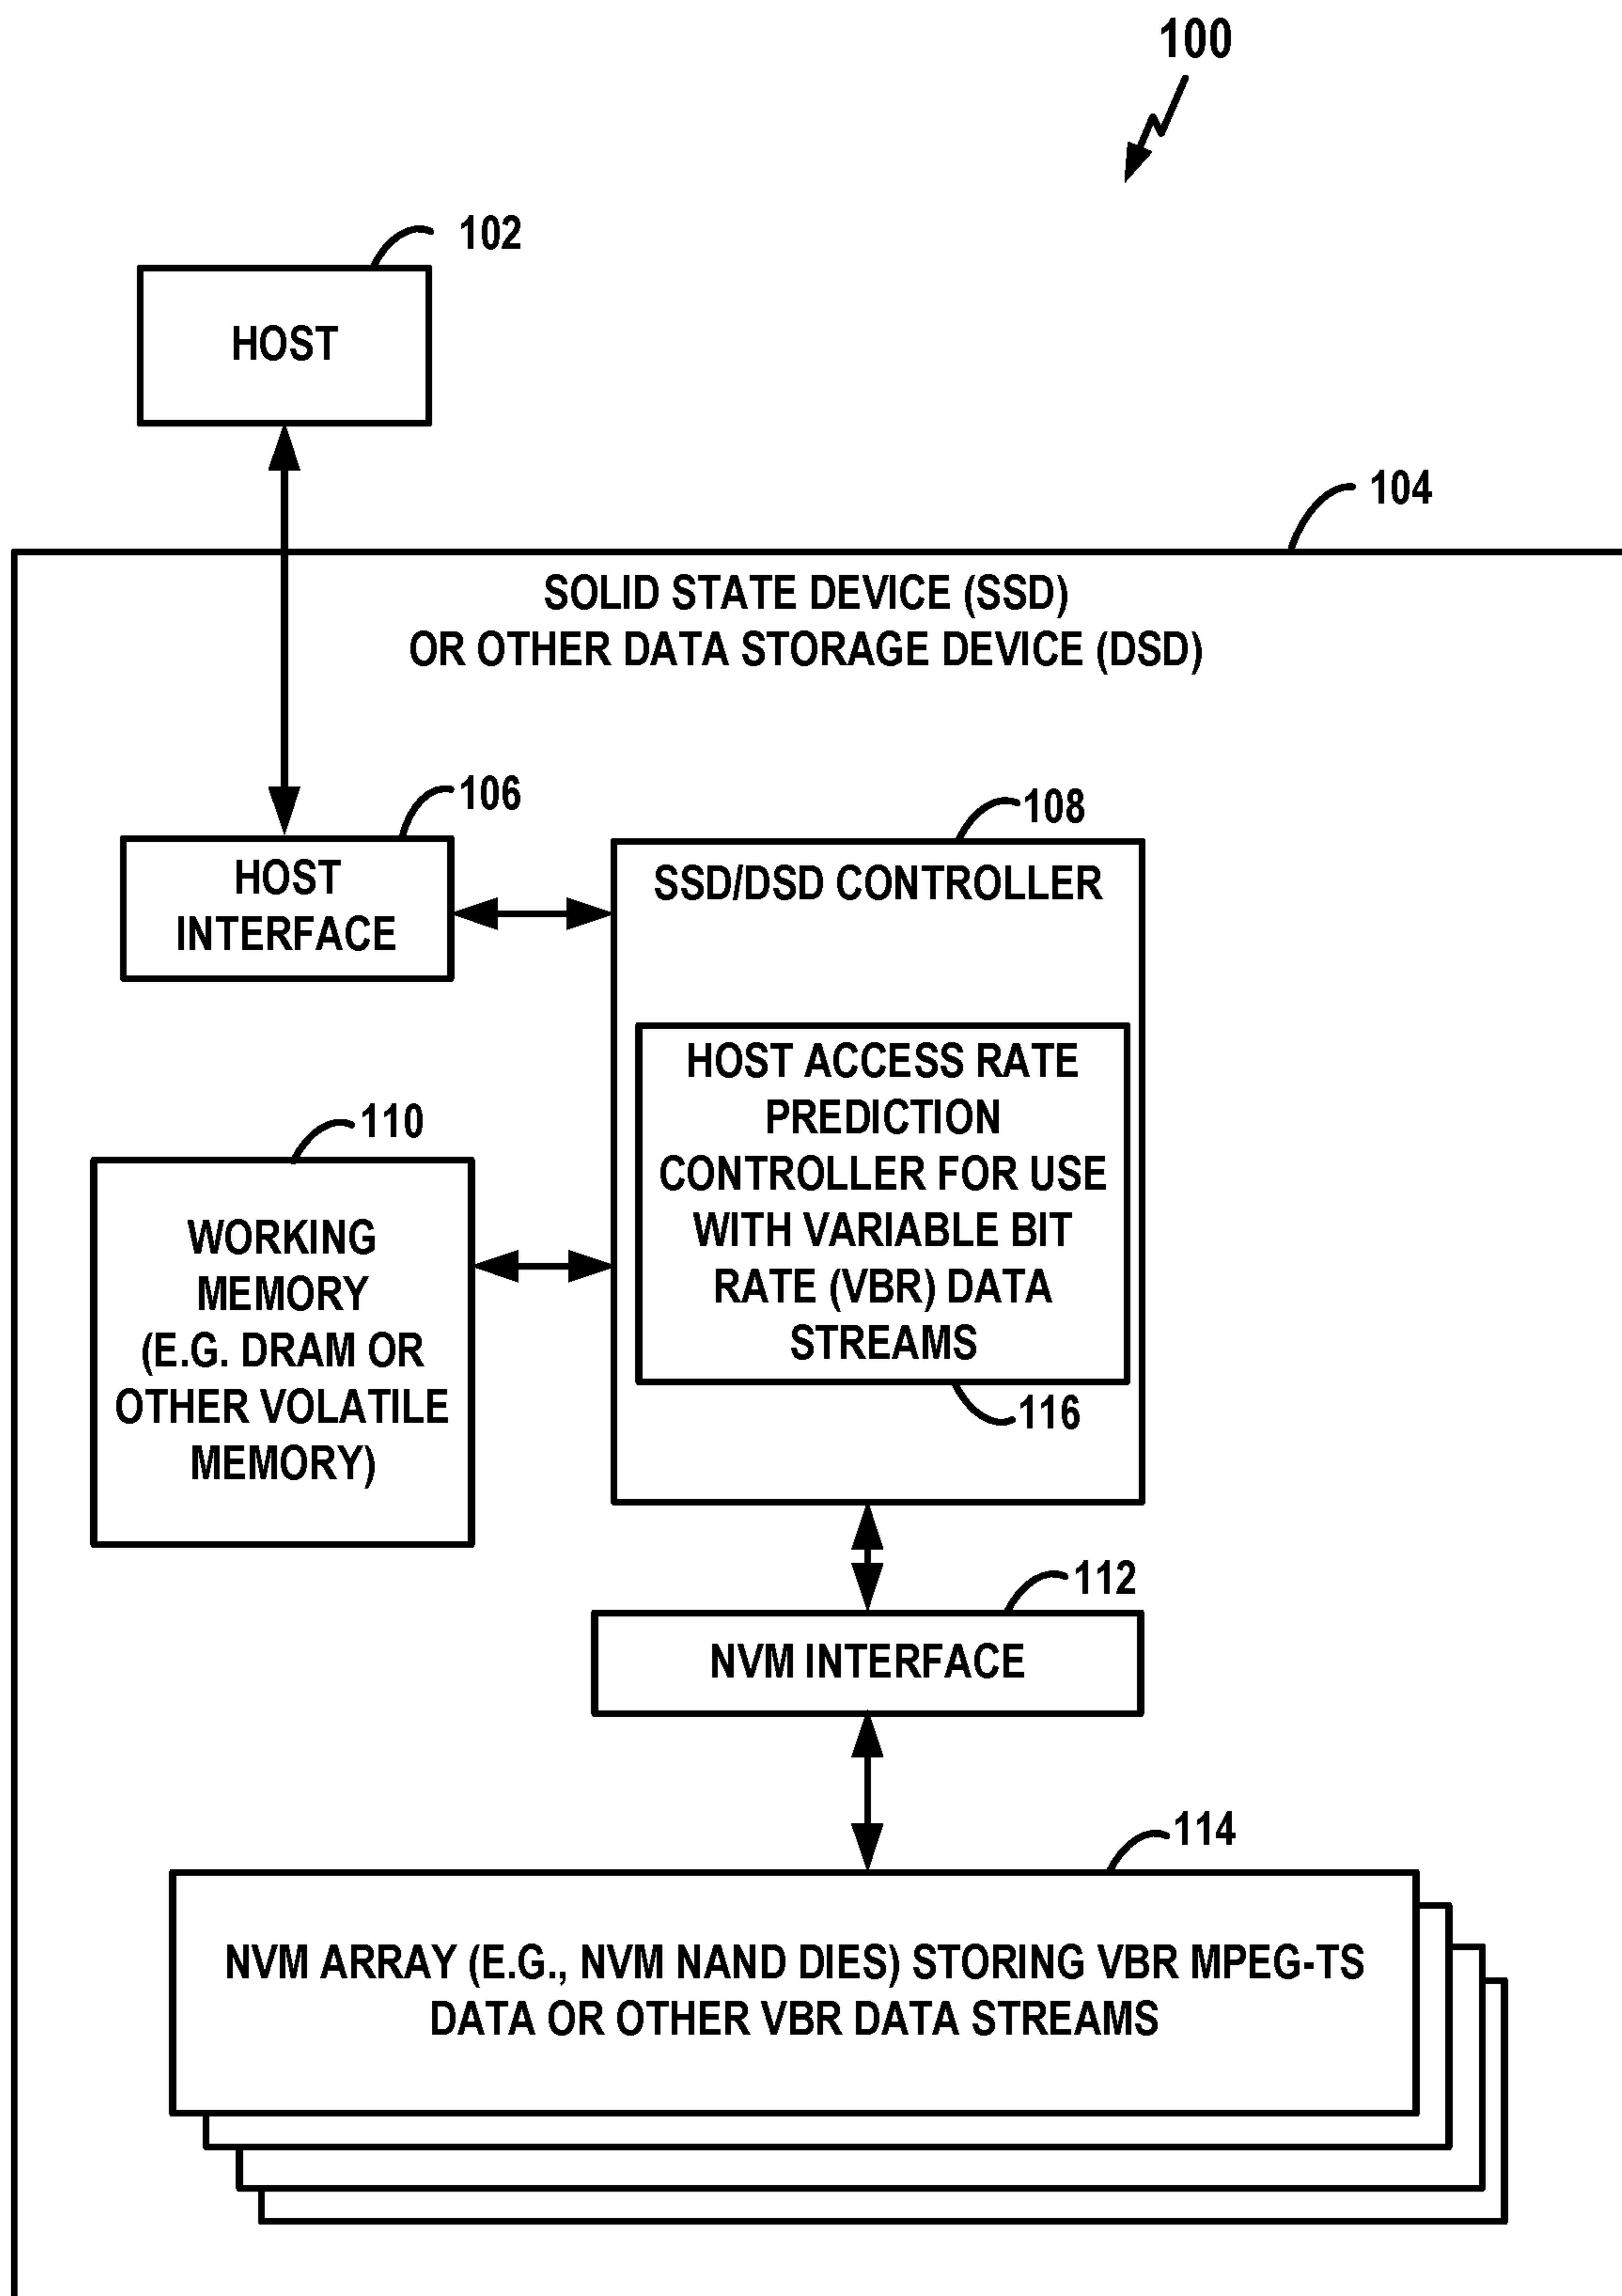 100
102
HOST
104
SOLID STATE DEVICE (SSD)
OR OTHER DATA STORAGE DEVICE (DSD)
106
HOST
INTERFACE
108
SSD/DSD CONTROLLER
HOST ACCESS RATE
PREDICTION
CONTROLLER FOR USE
WITH VARIABLE BIT
RATE (VBR) DATA
STREAMS
116
110
WORKING
MEMORY
(E.G. DRAM OR
OTHER VOLATILE
MEMORY)
112
NVM INTERFACE
114
NVM ARRAY (E.G., NVM NAND DIES) STORING VBR MPEG-TS
DATA OR OTHER VBR DATA STREAMS